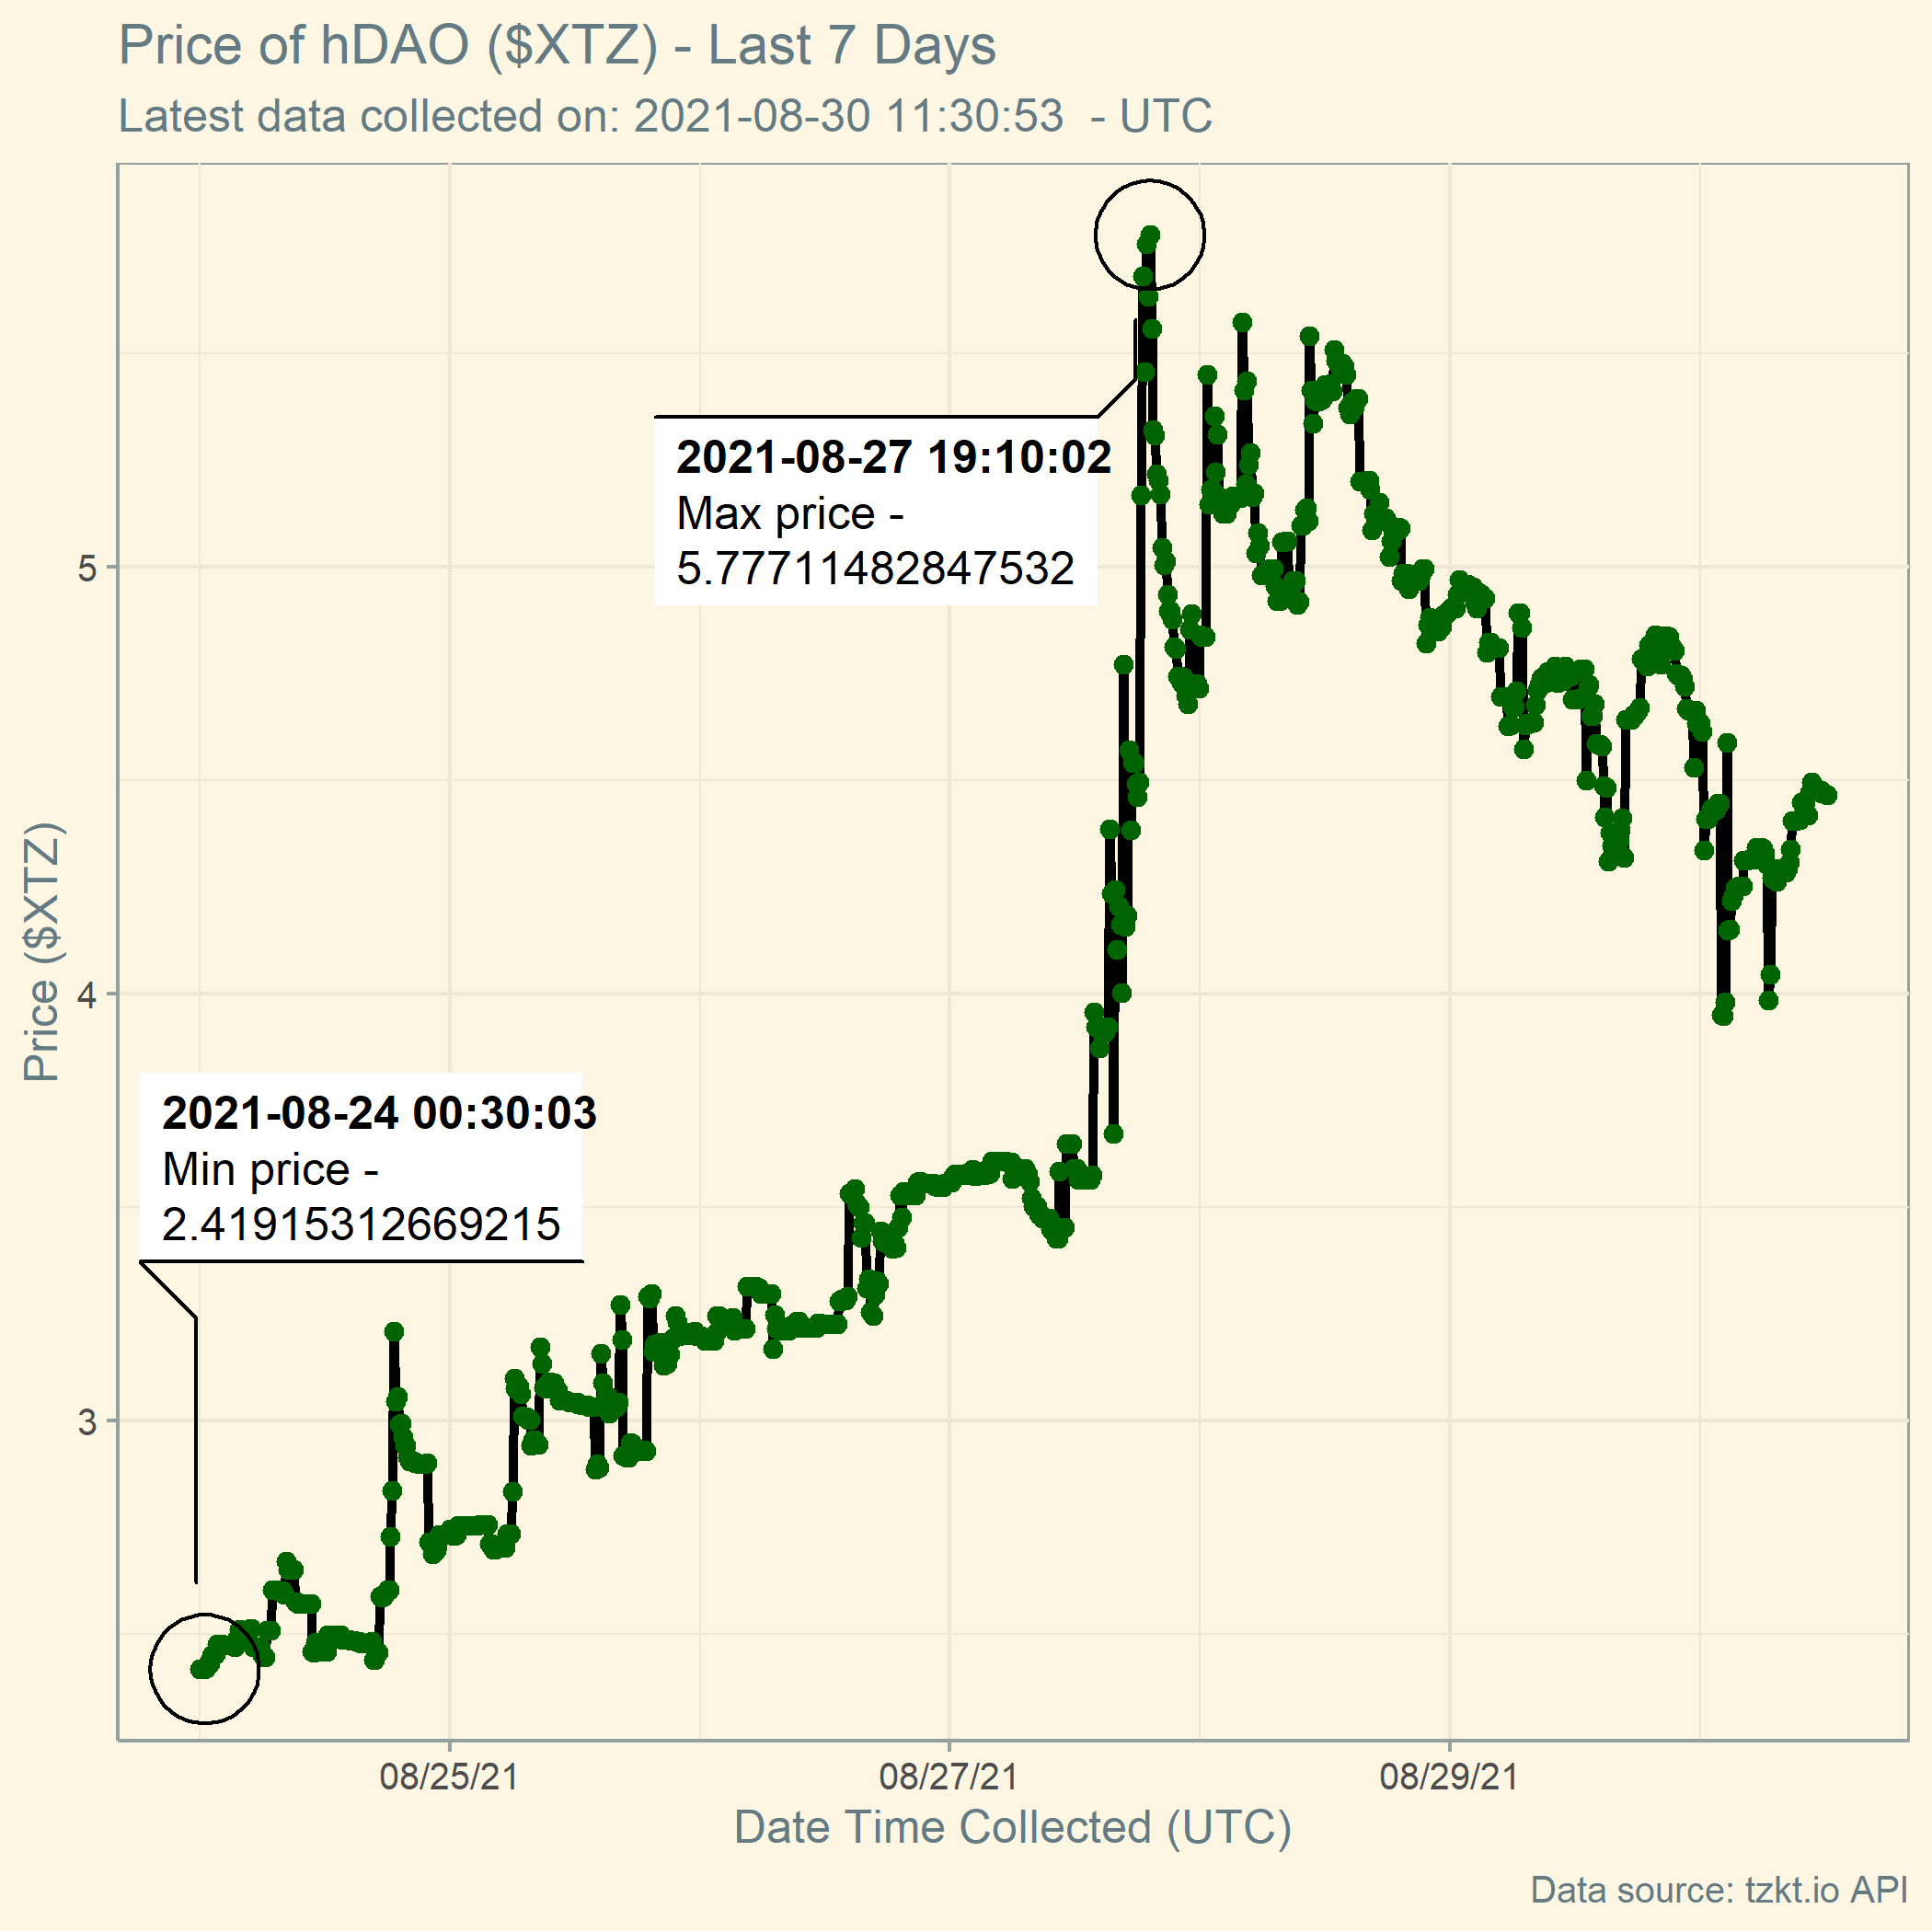 Price of hDAO ($XTZ) - Last 7 Days
Latest data collected on: 2021-08-30 11:30:53  - UTC
2021-08-27 19:10:02
Max price -
5.77711482847532
5
4
3
Price ($XTZ)
2021-08-24 00:30:03
Min price -
2.41915312669215
08/25/21
08/27/21
08/29/21
Date Time Collected (UTC)
Data source: tzkt.io API